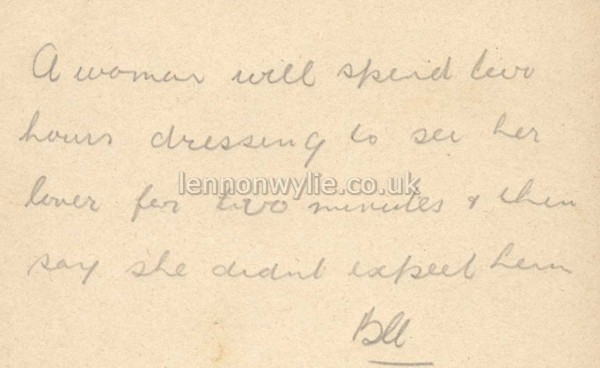 A woman will spend two
hours dressing to see her
lennonwylie.co.uk
lover for two minutes & then
say she didnt expect him